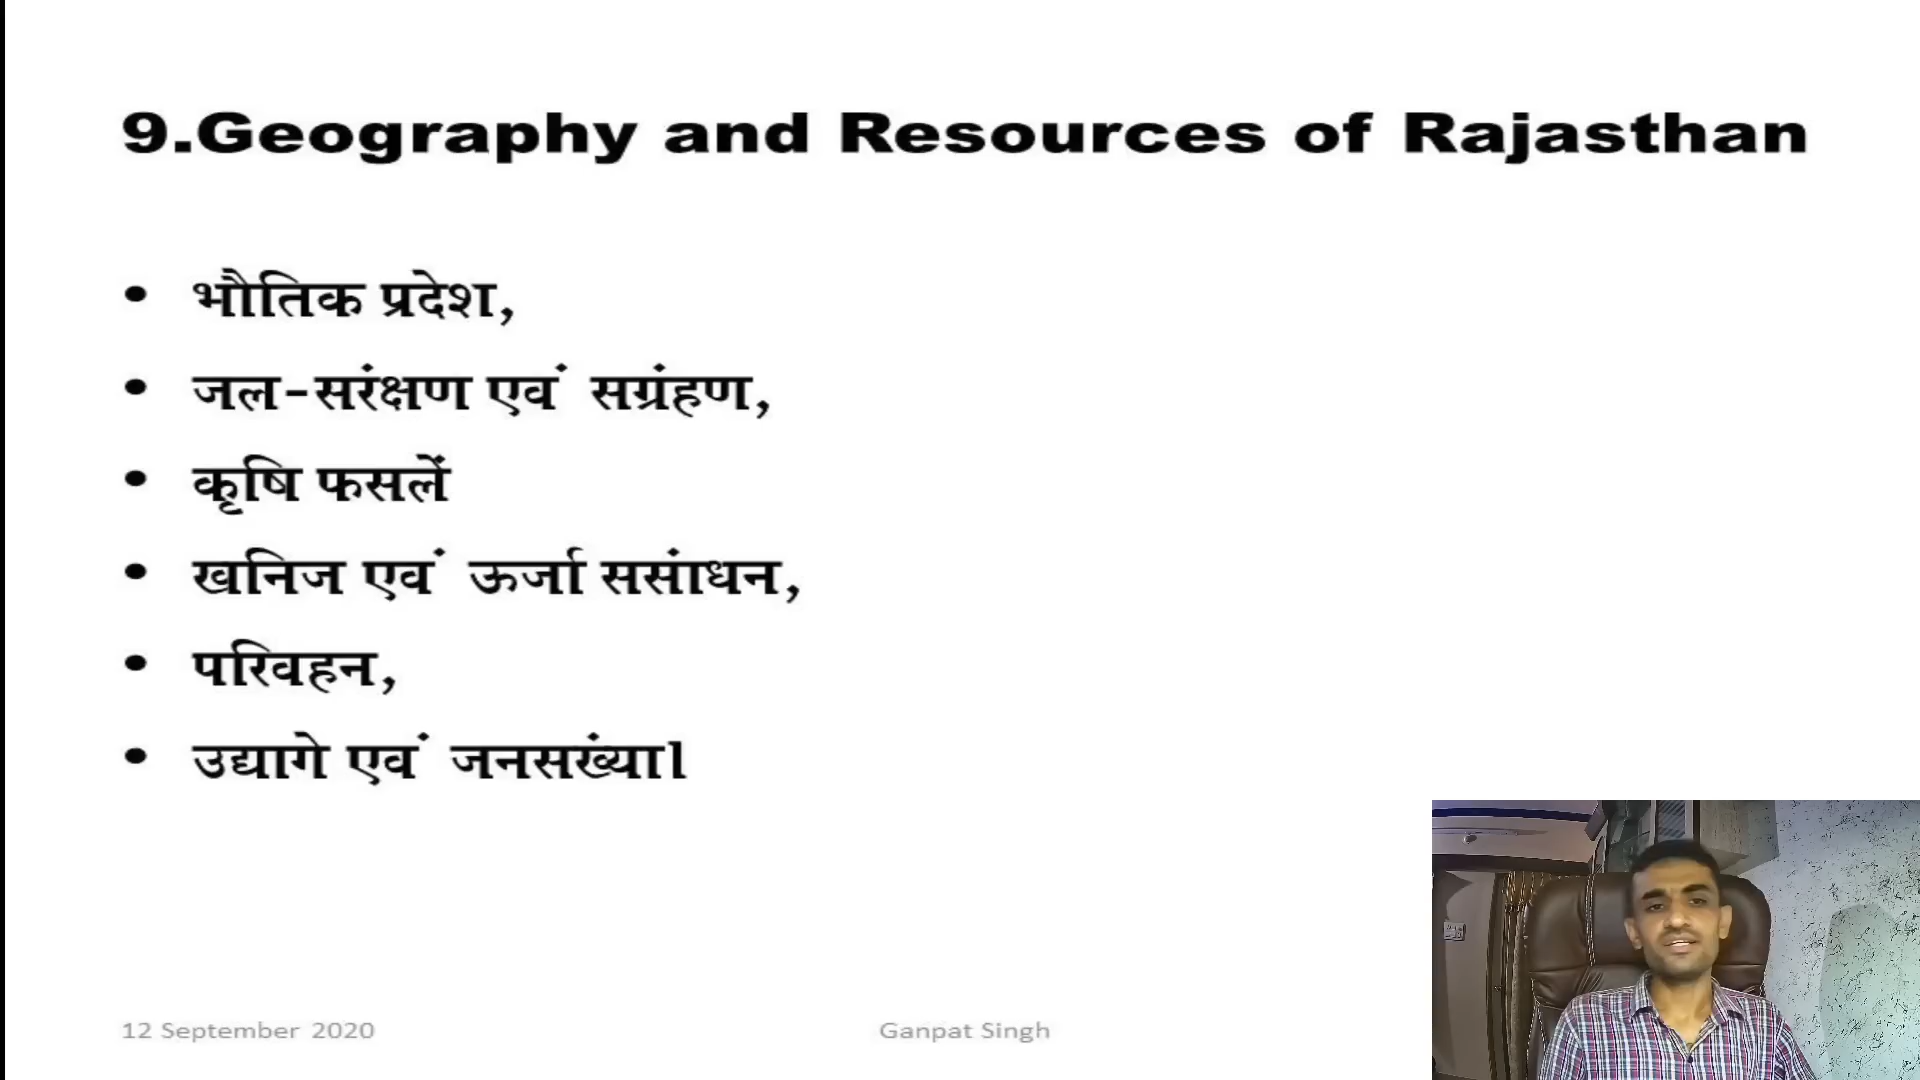 9.Geography and Resources of Rajasthan
• भौतिक प्रदेश,
• जल-सरंक्षण एवं सग्रंहण,
• कृषि फसलें
• खनिज एवं ऊर्जा ससांधन,
• परिवहन,
• उद्यागे एवं जनसख्ंया।
12 September 2020
Ganpat Singh